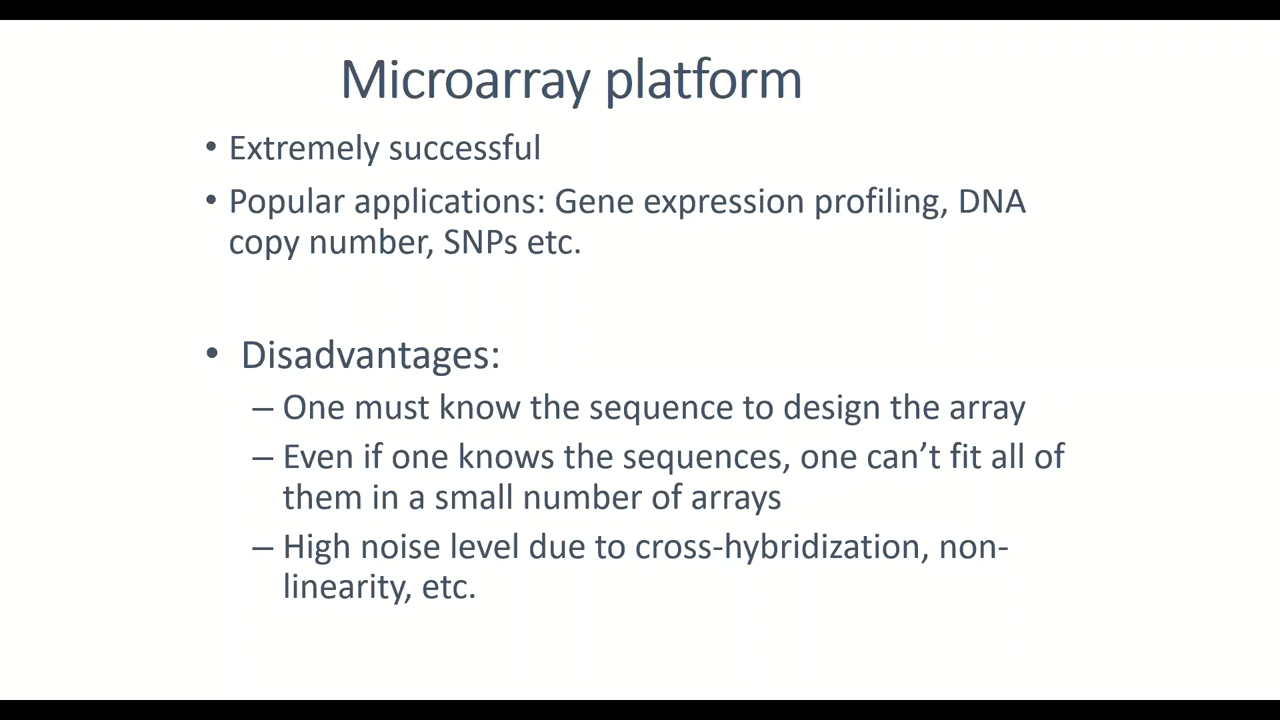 Microarray platform
• Extremely successful
• Popular applications: Gene expression profiling, DNA
copy number, SNPs etc.
• Disadvantages:
– One must know the sequence to design the array
– Even if one knows the sequences, one can’t fit all of
them in a small number of arrays
– High noise level due to cross-hybridization, non-
linearity, etc.